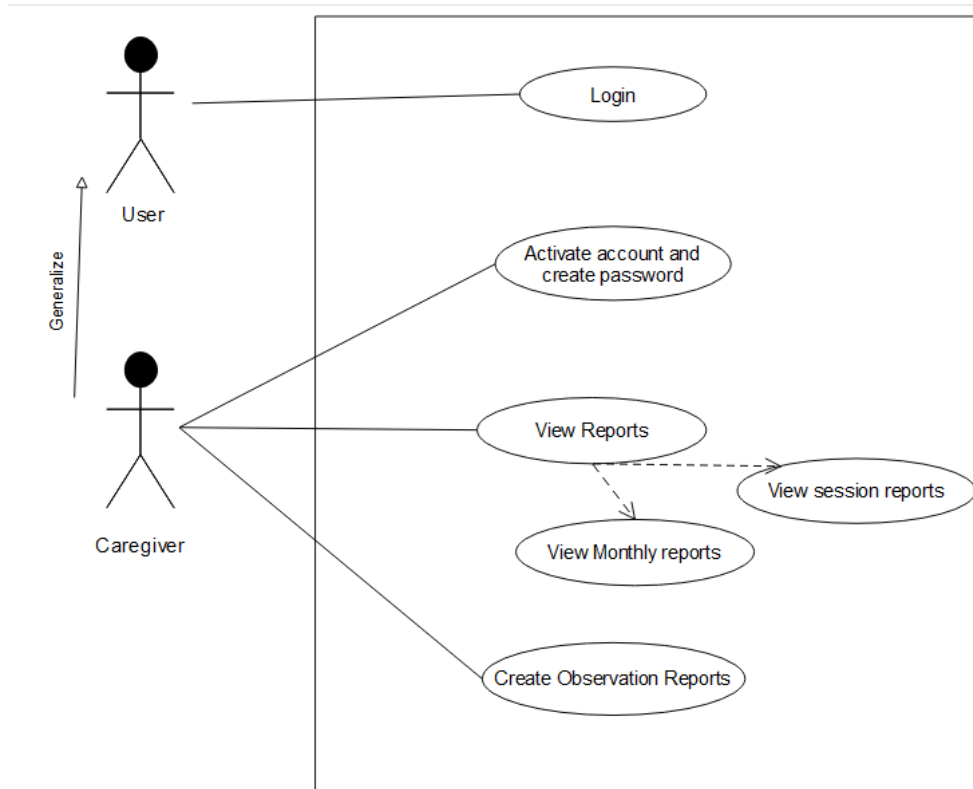 Login
User
Activate account and
create password
Generalize
View Reports
View session reports
Caregiver
View Monthly reports
Create Observation Reports